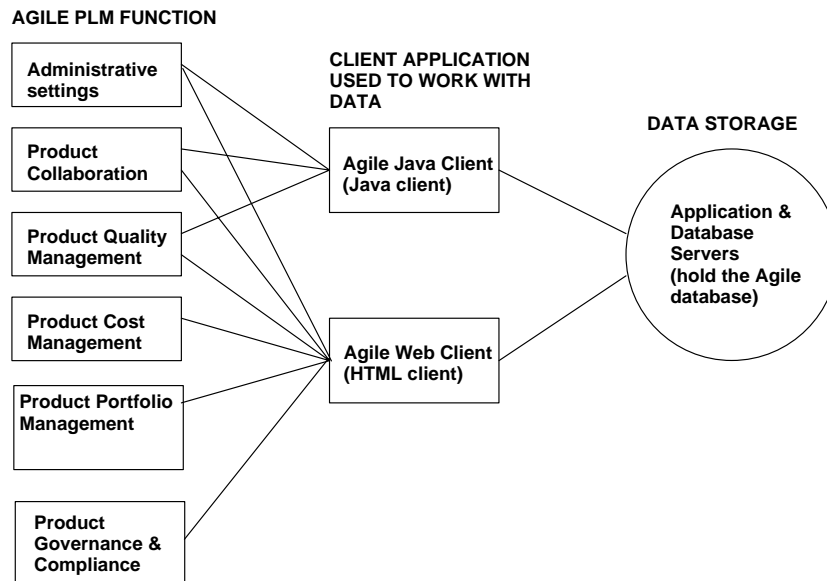 AGILE PLM FUNCTION
Administrative
settings
Product
Collaboration
Product Quality
Management
Product Cost
Management
Product Portfolio
Management
Product
Governance &
Compliance
CLIENT APPLICATION
USED TO WORK WITH
DATA
Agile Java Client
(Java client)
Agile Web Client
(HTML client)
DATA STORAGE
Application &
Database
Servers
(hold the Agile
database)